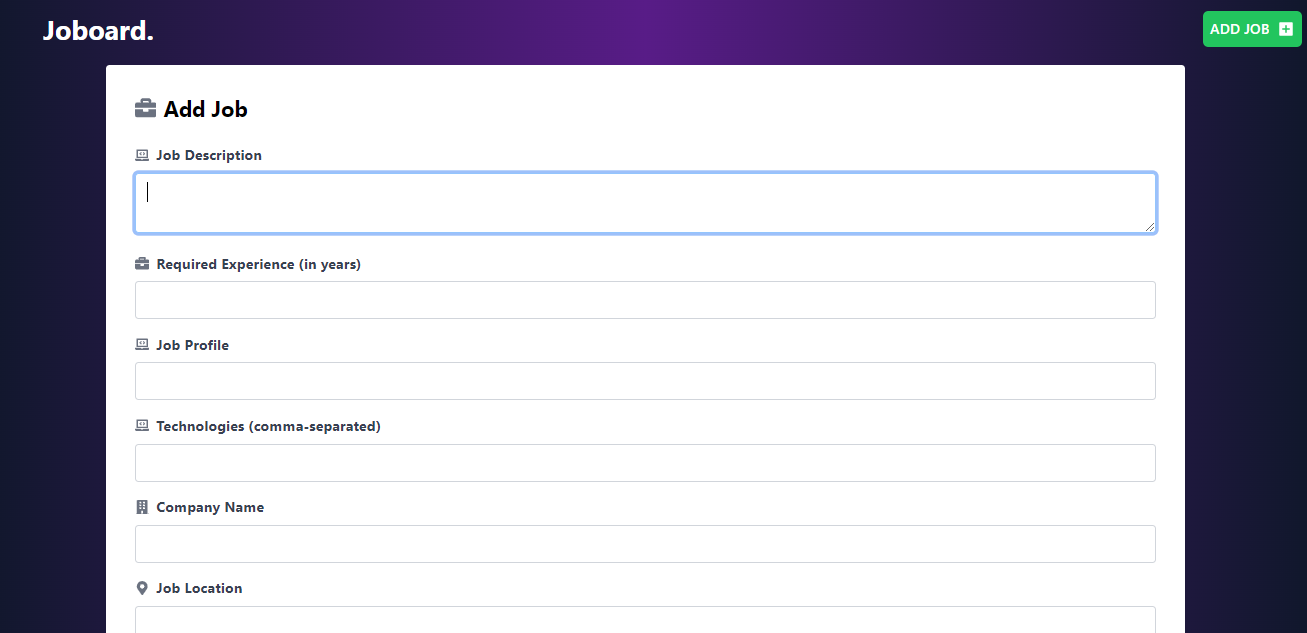 Joboard.
ADD JOB
Add Job
Job Description
Required Experience (in years)
Job Profile
Technologies (comma-separated)
Company Name
Job Location